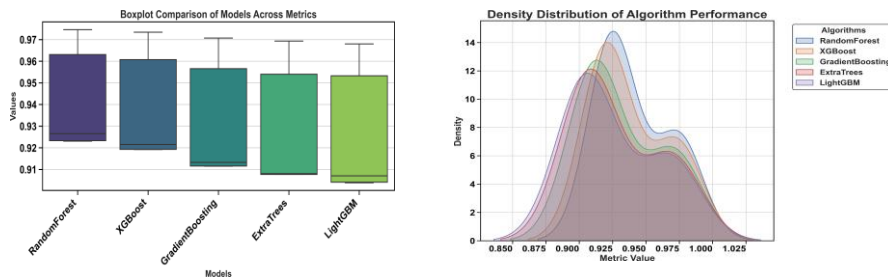 Boxplot Comparison of Models Across Metrics
0.97
0.96
0.95
0.94
0.93
0.92
0.91
Values
RandomForest
XGBoost
GradientBoosting
ExtraTrees
LightGBM
Models
Density Distribution of Algorithm Performance
14
12
10
8
6
4
2
0
Density
0.850 0.875 0.900 0.925 0.950 0.975 1.000 1.025
Metric Value
Algorithms
RandomForest
XGBoost
GradientBoosting
ExtraTrees
LightGBM